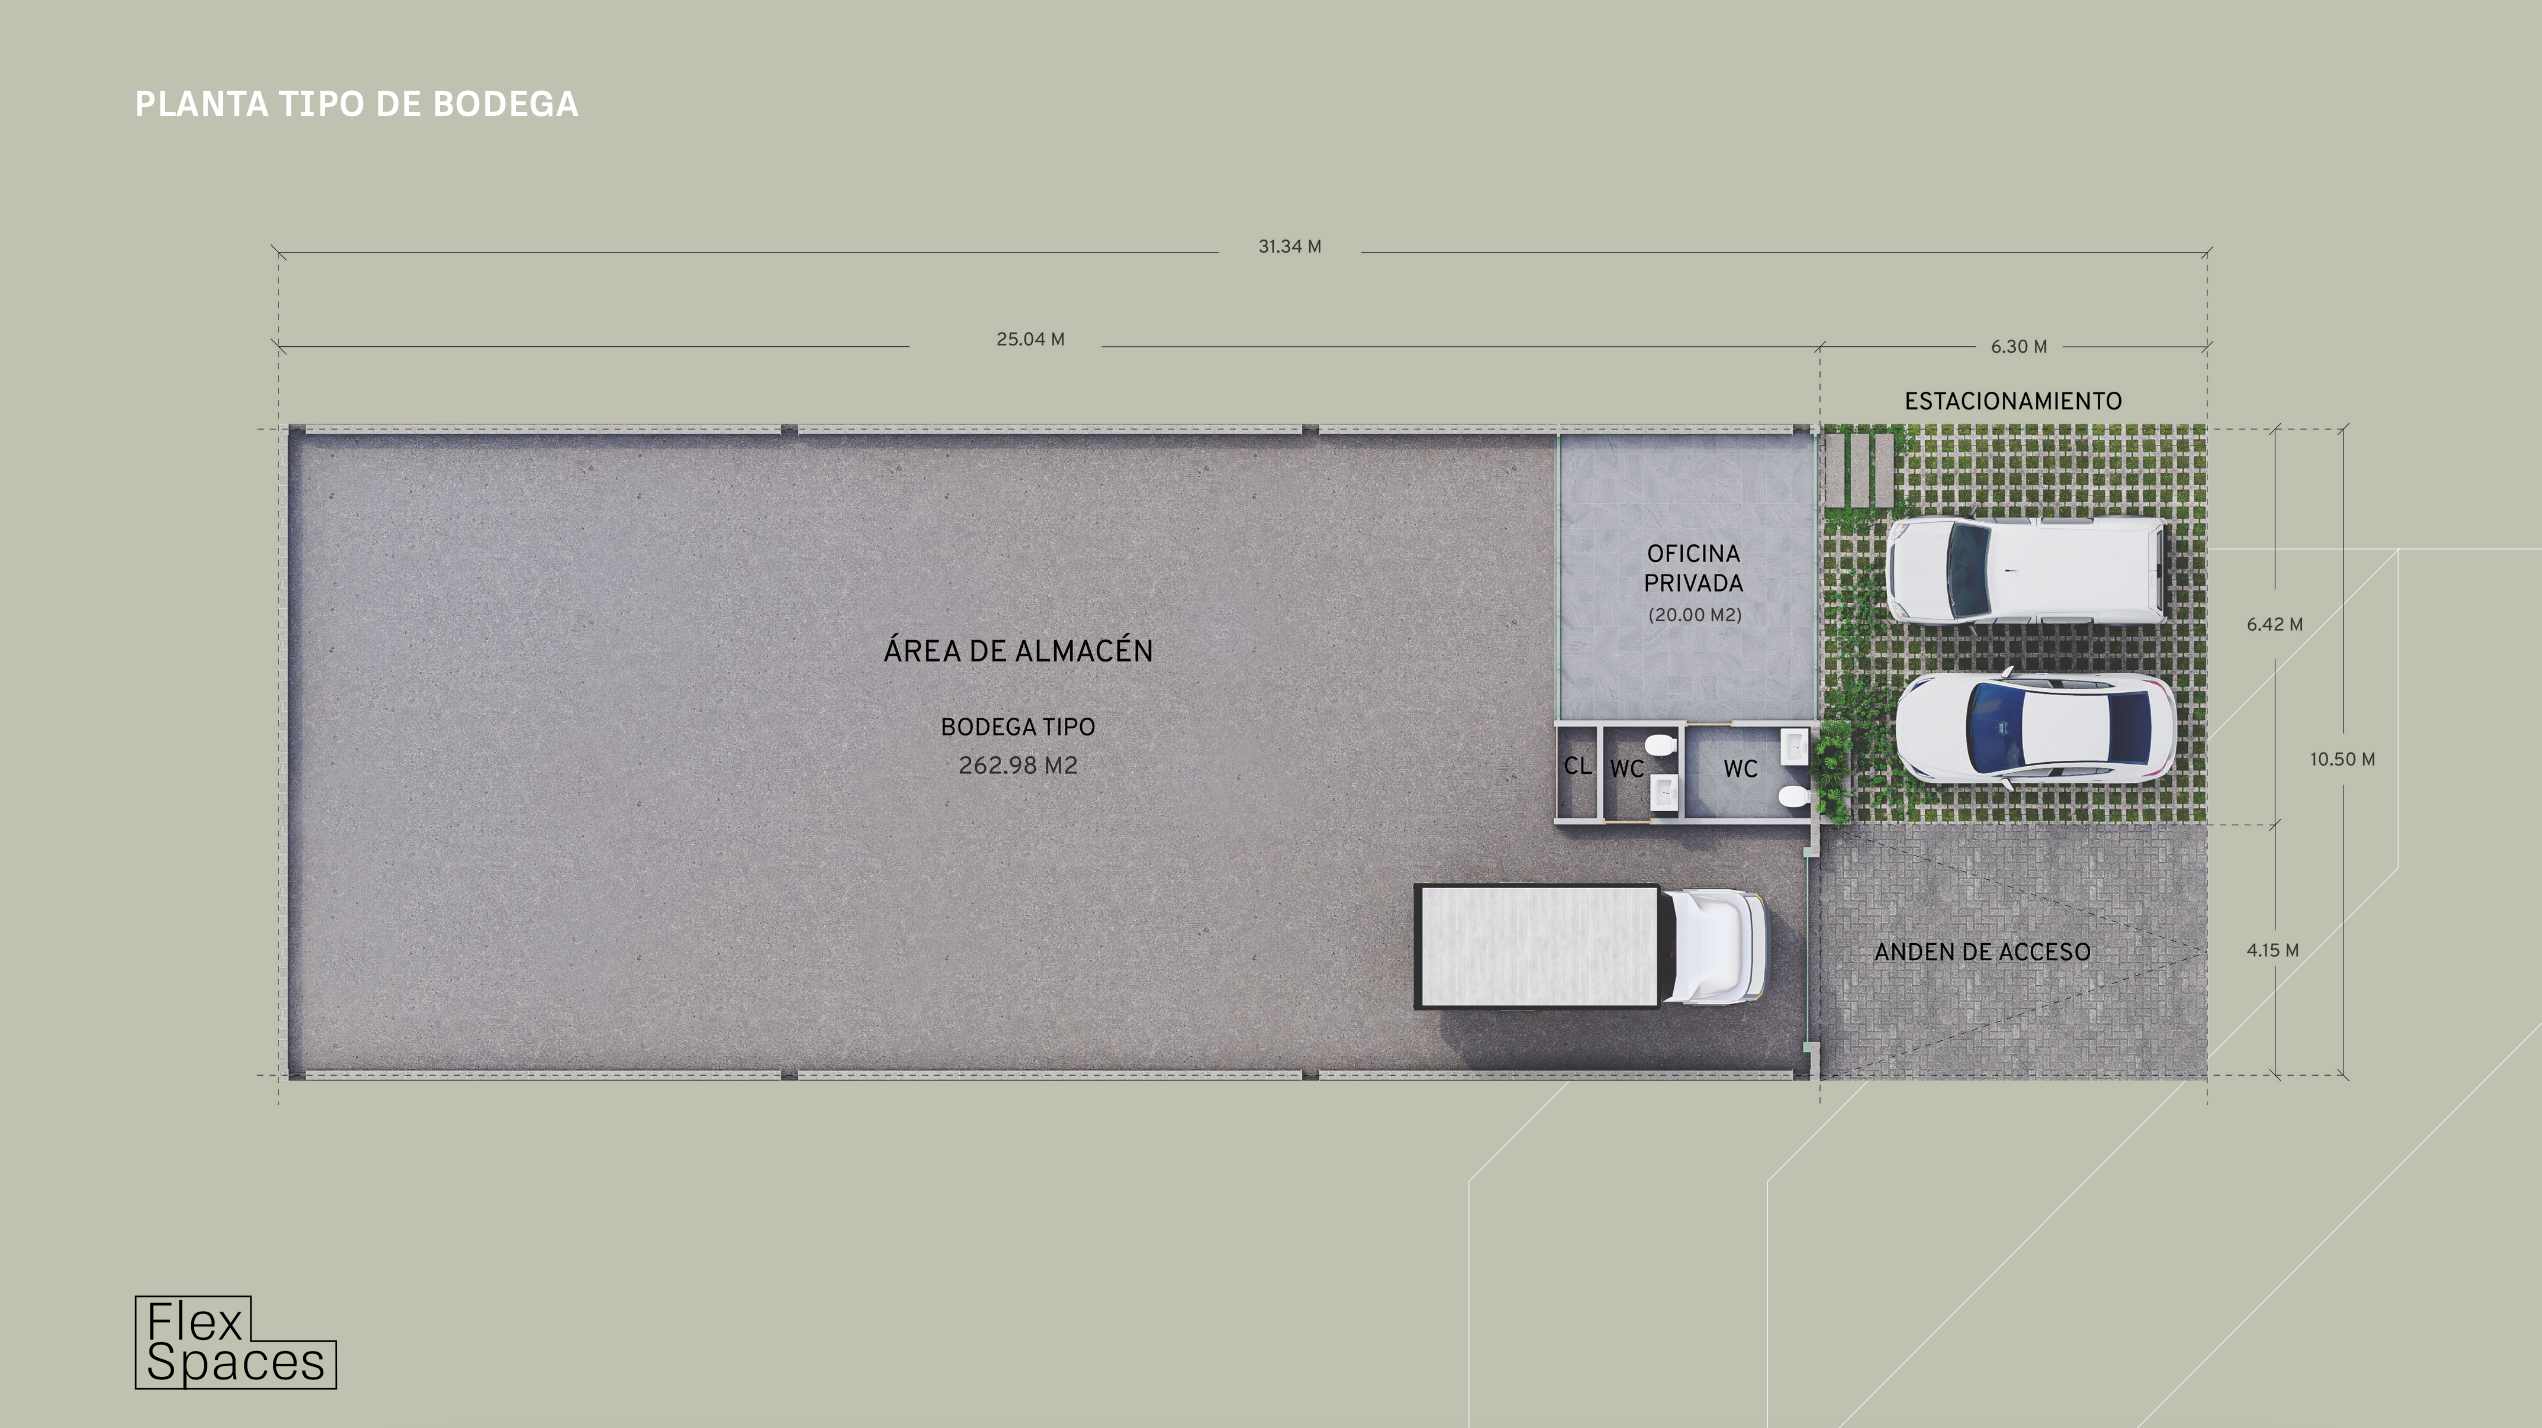 PLANTA TIPO DE BODEGA
31.34 M
25.04 M
6.30 M
ESTACIONAMIENTO
OFICINA
PRIVADA
(20.00 M2)
6.42 M
ÁREA DE ALMACÉN
BODEGA TIPO
262.98 M2
CL
WC
WC
10.50 M
ANDEN DE ACCESO
4.15 M
Flex
Spaces